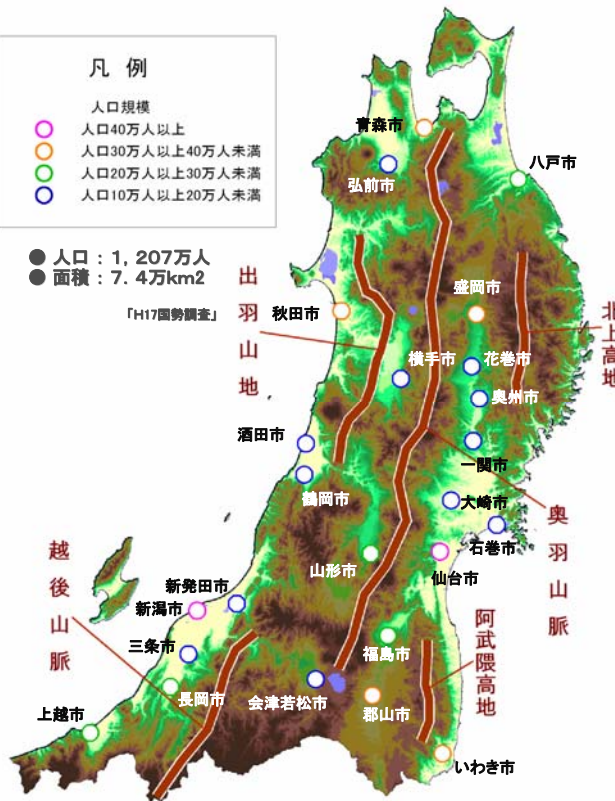 凡 例
人口規模
人口40万人以上
人口30万人以上40万人未満
人口20万人以上30万人未満
人口10万人以上20万人未満
● 人口 : 1, 207万人
● 面積 : 7. 4万km2
「H17国勢調査」
青森市
弘前市
八戸市
出羽山地
秋田市
盛岡市
北上高地
横手市
花巻市
奥州市
酒田市
一関市
鶴岡市
大崎市
石巻市
奥羽山脈
山形市
仙台市
越後山脈
新発田市
新潟市
三条市
福島市
阿武隈高地
長岡市
会津若松市
郡山市
上越市
いわき市